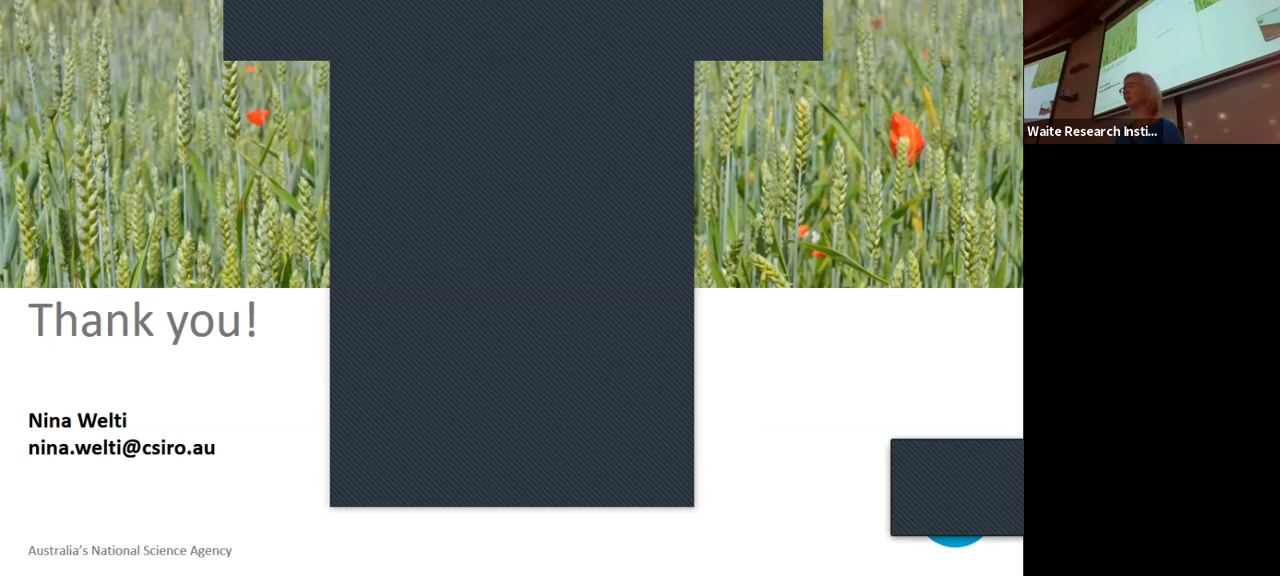 Thank you!
Nina Welti
nina.welti@csiro.au
Australia's National Science Agency
Waite Research Insti...